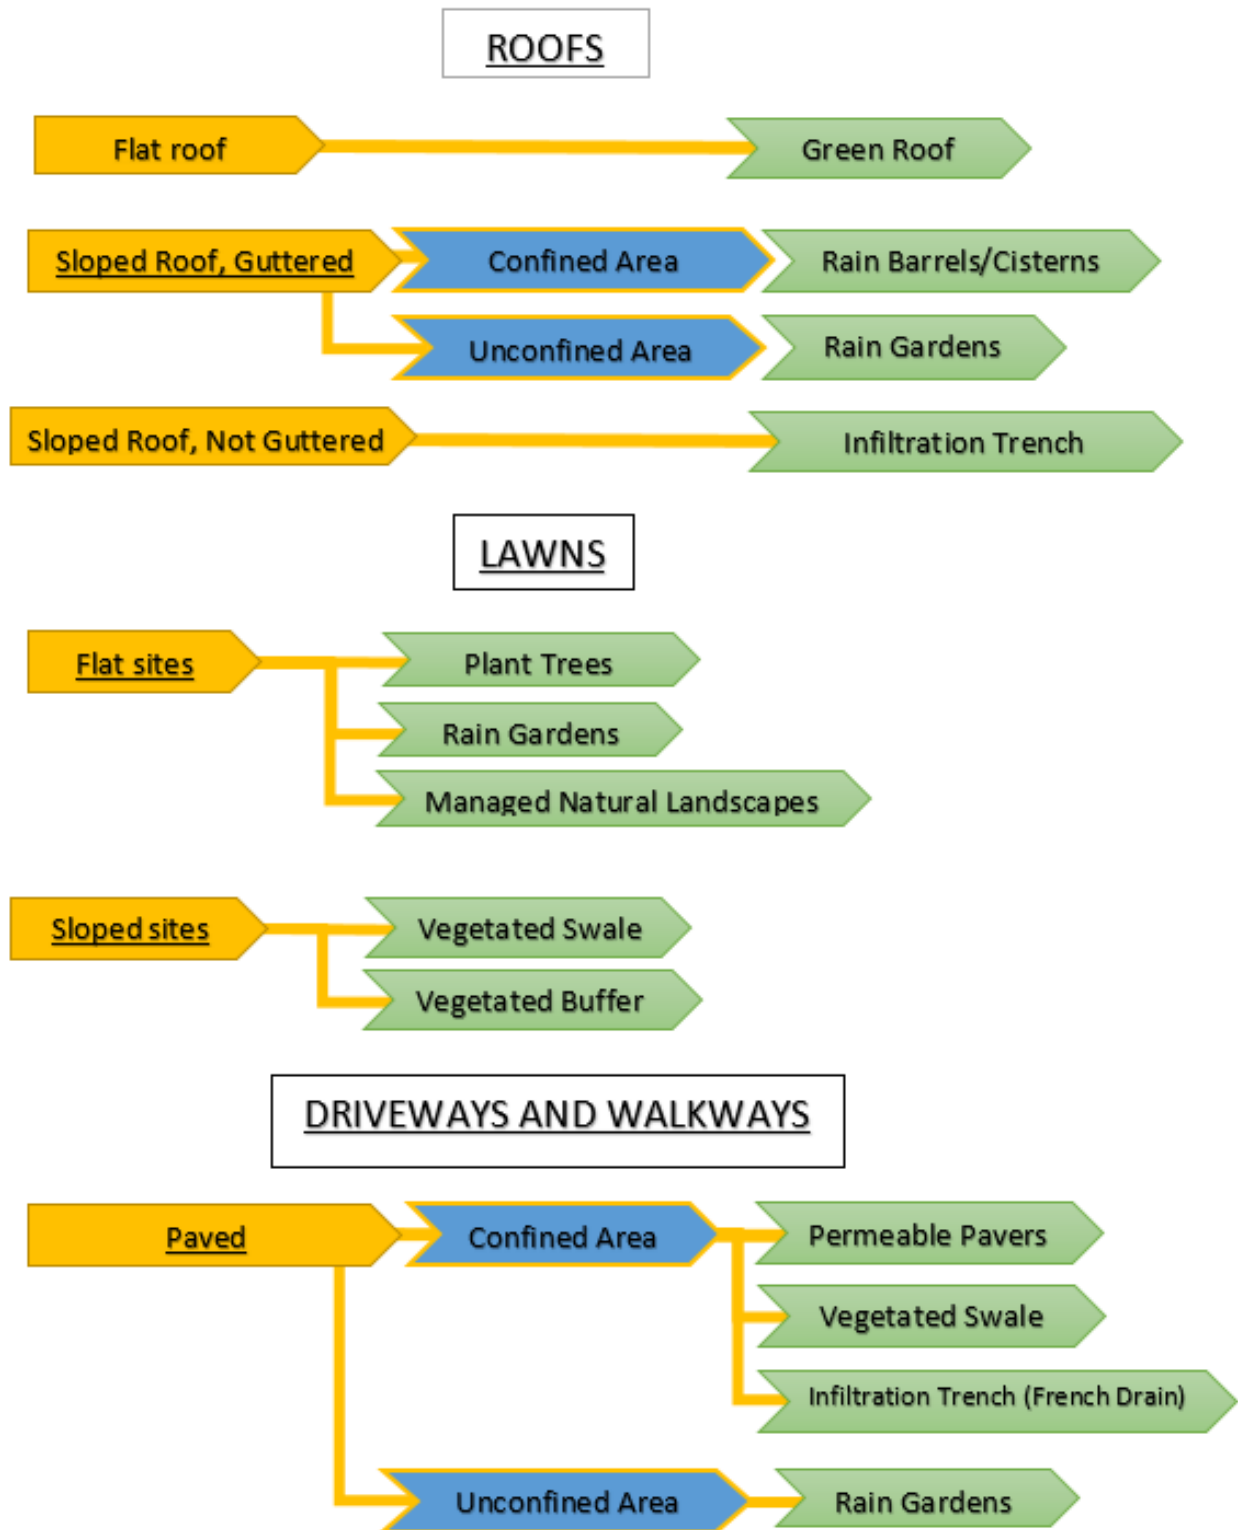 ROOFS
Flat roof
Green Roof
Sloped Roof, Guttered
Confined Area
Rain Barrels/Cisterns
Unconfined Area
Rain Gardens
Sloped Roof, Not Guttered
Infiltration Trench
LAWNS
Flat sites
Plant Trees
Rain Gardens
Managed Natural Landscapes
Sloped sites
Vegetated Swale
Vegetated Buffer
DRIVEWAYS AND WALKWAYS
Paved
Confined Area
Permeable Pavers
Vegetated Swale
Infiltration Trench (French Drain)
Unconfined Area
Rain Gardens